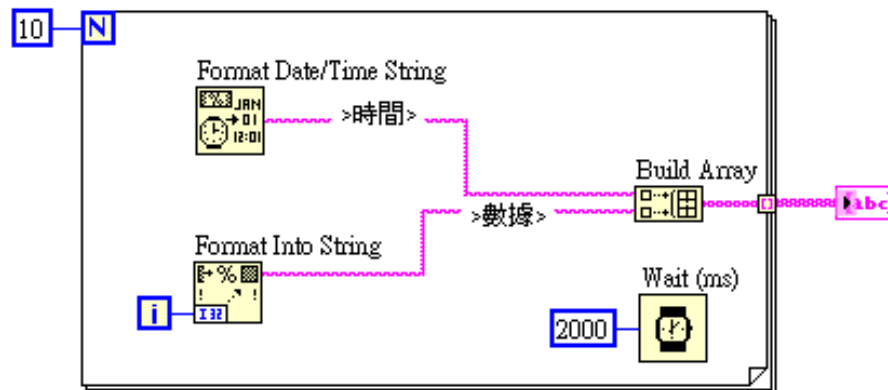 10
N
Format Date/Time String
% JAN
01
12:01
>時間>
Build Array
abc
>數據>
Format Into String
%
I32
i
Wait (ms)
2000